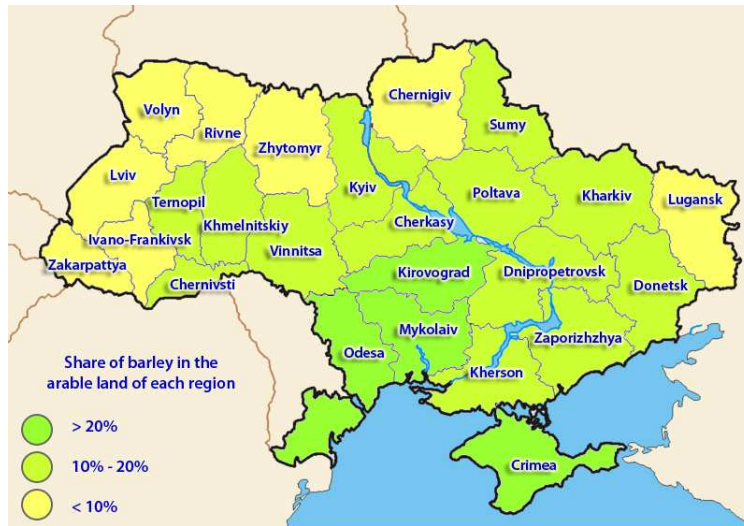 Chernigiv
Volyn
Sumy
Rivne
Zhytomyr
Lviv
Kyiv
Poltava
Kharkiv
Lugansk
Ternopil
Khmelnitskiy
Cherkasy
Ivano-Frankivsk
Vinnitsa
Zakarpattya
Kirovograd
Dnipropetrovsk
Chernivsti
Donetsk
Mykolaiv
Zaporizhzhya
Odesa
Kherson
Crimea
Share of barley in the
arable land of each region
> 20%
10% - 20%
< 10%